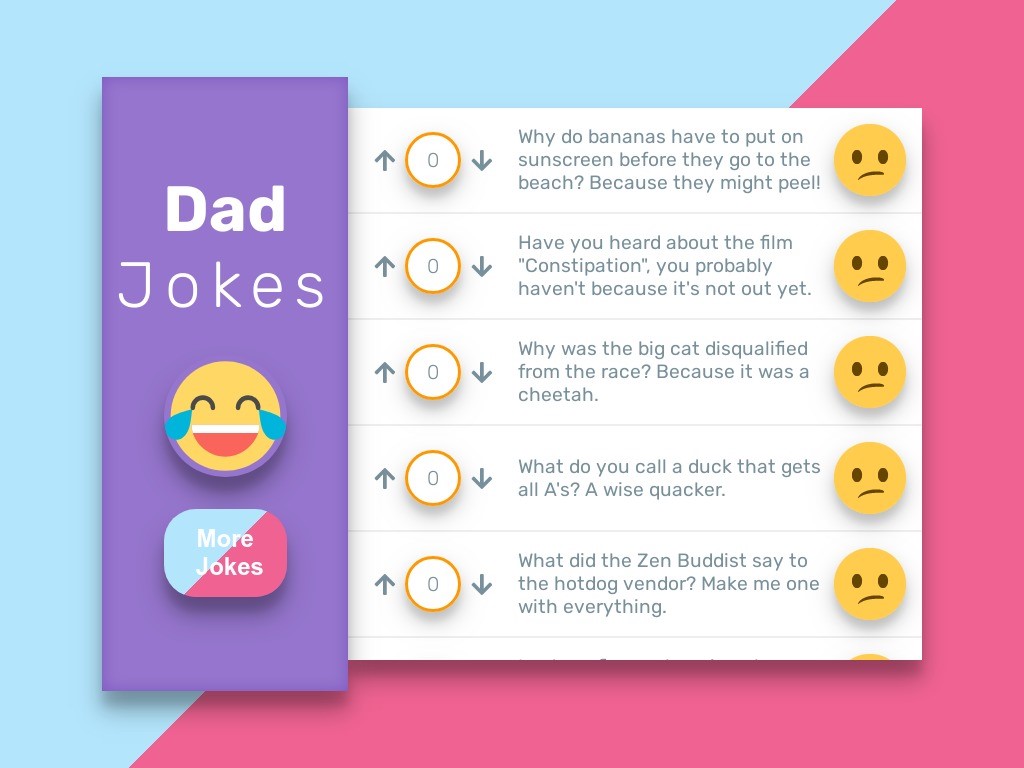 Dad
Jokes
More
Jokes
0
Why do bananas have to put on
sunscreen before they go to the
beach? Because they might peel!
0
Have you heard about the film
"Constipation", you probably
haven't because it's not out yet.
0
Why was the big cat disqualified
from the race? Because it was a
cheetah.
0
What do you call a duck that gets
all A's? A wise quacker.
0
What did the Zen Buddist say to
the hotdog vendor? Make me one
with everything.